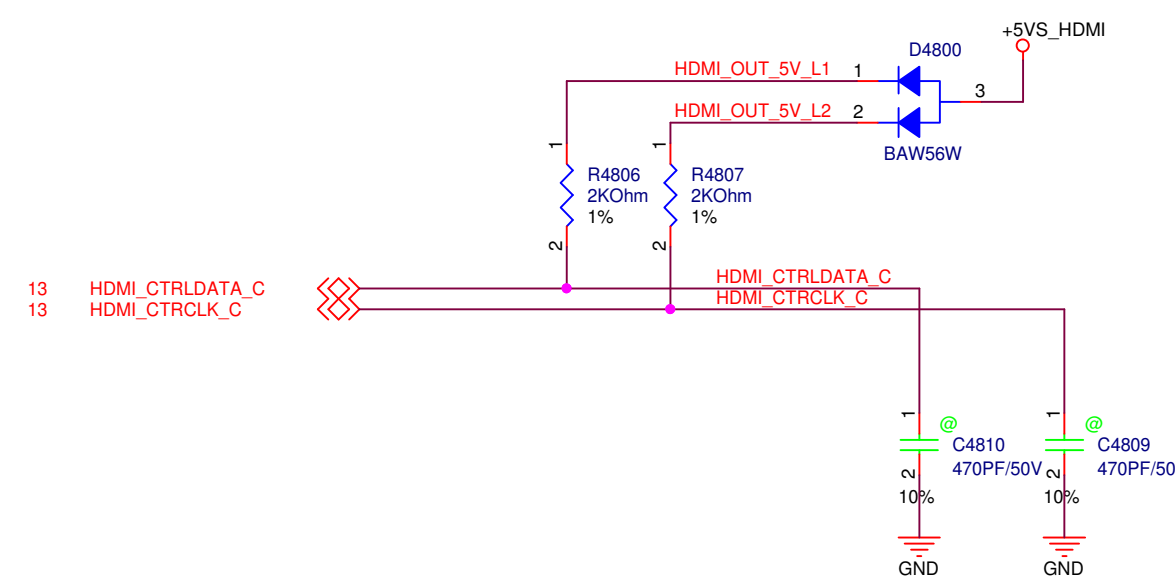 +5VS_HDMI
D4800
HDMI_OUT_5V_L1 1
3
HDMI_OUT_5V_L2 2
BAW56W
1 1
R4806 R4807
2KOhm 2KOhm
1% 1%
2 2
HDMI_CTRLDATA_C
13 HDMI_CTRLDATA_C
HDMI_CTRCLK_C
13 HDMI_CTRCLK_C
1 1
@ @
C4810 C4809
2 470PF/50V 2 470PF/50
10% 10%
GND GND